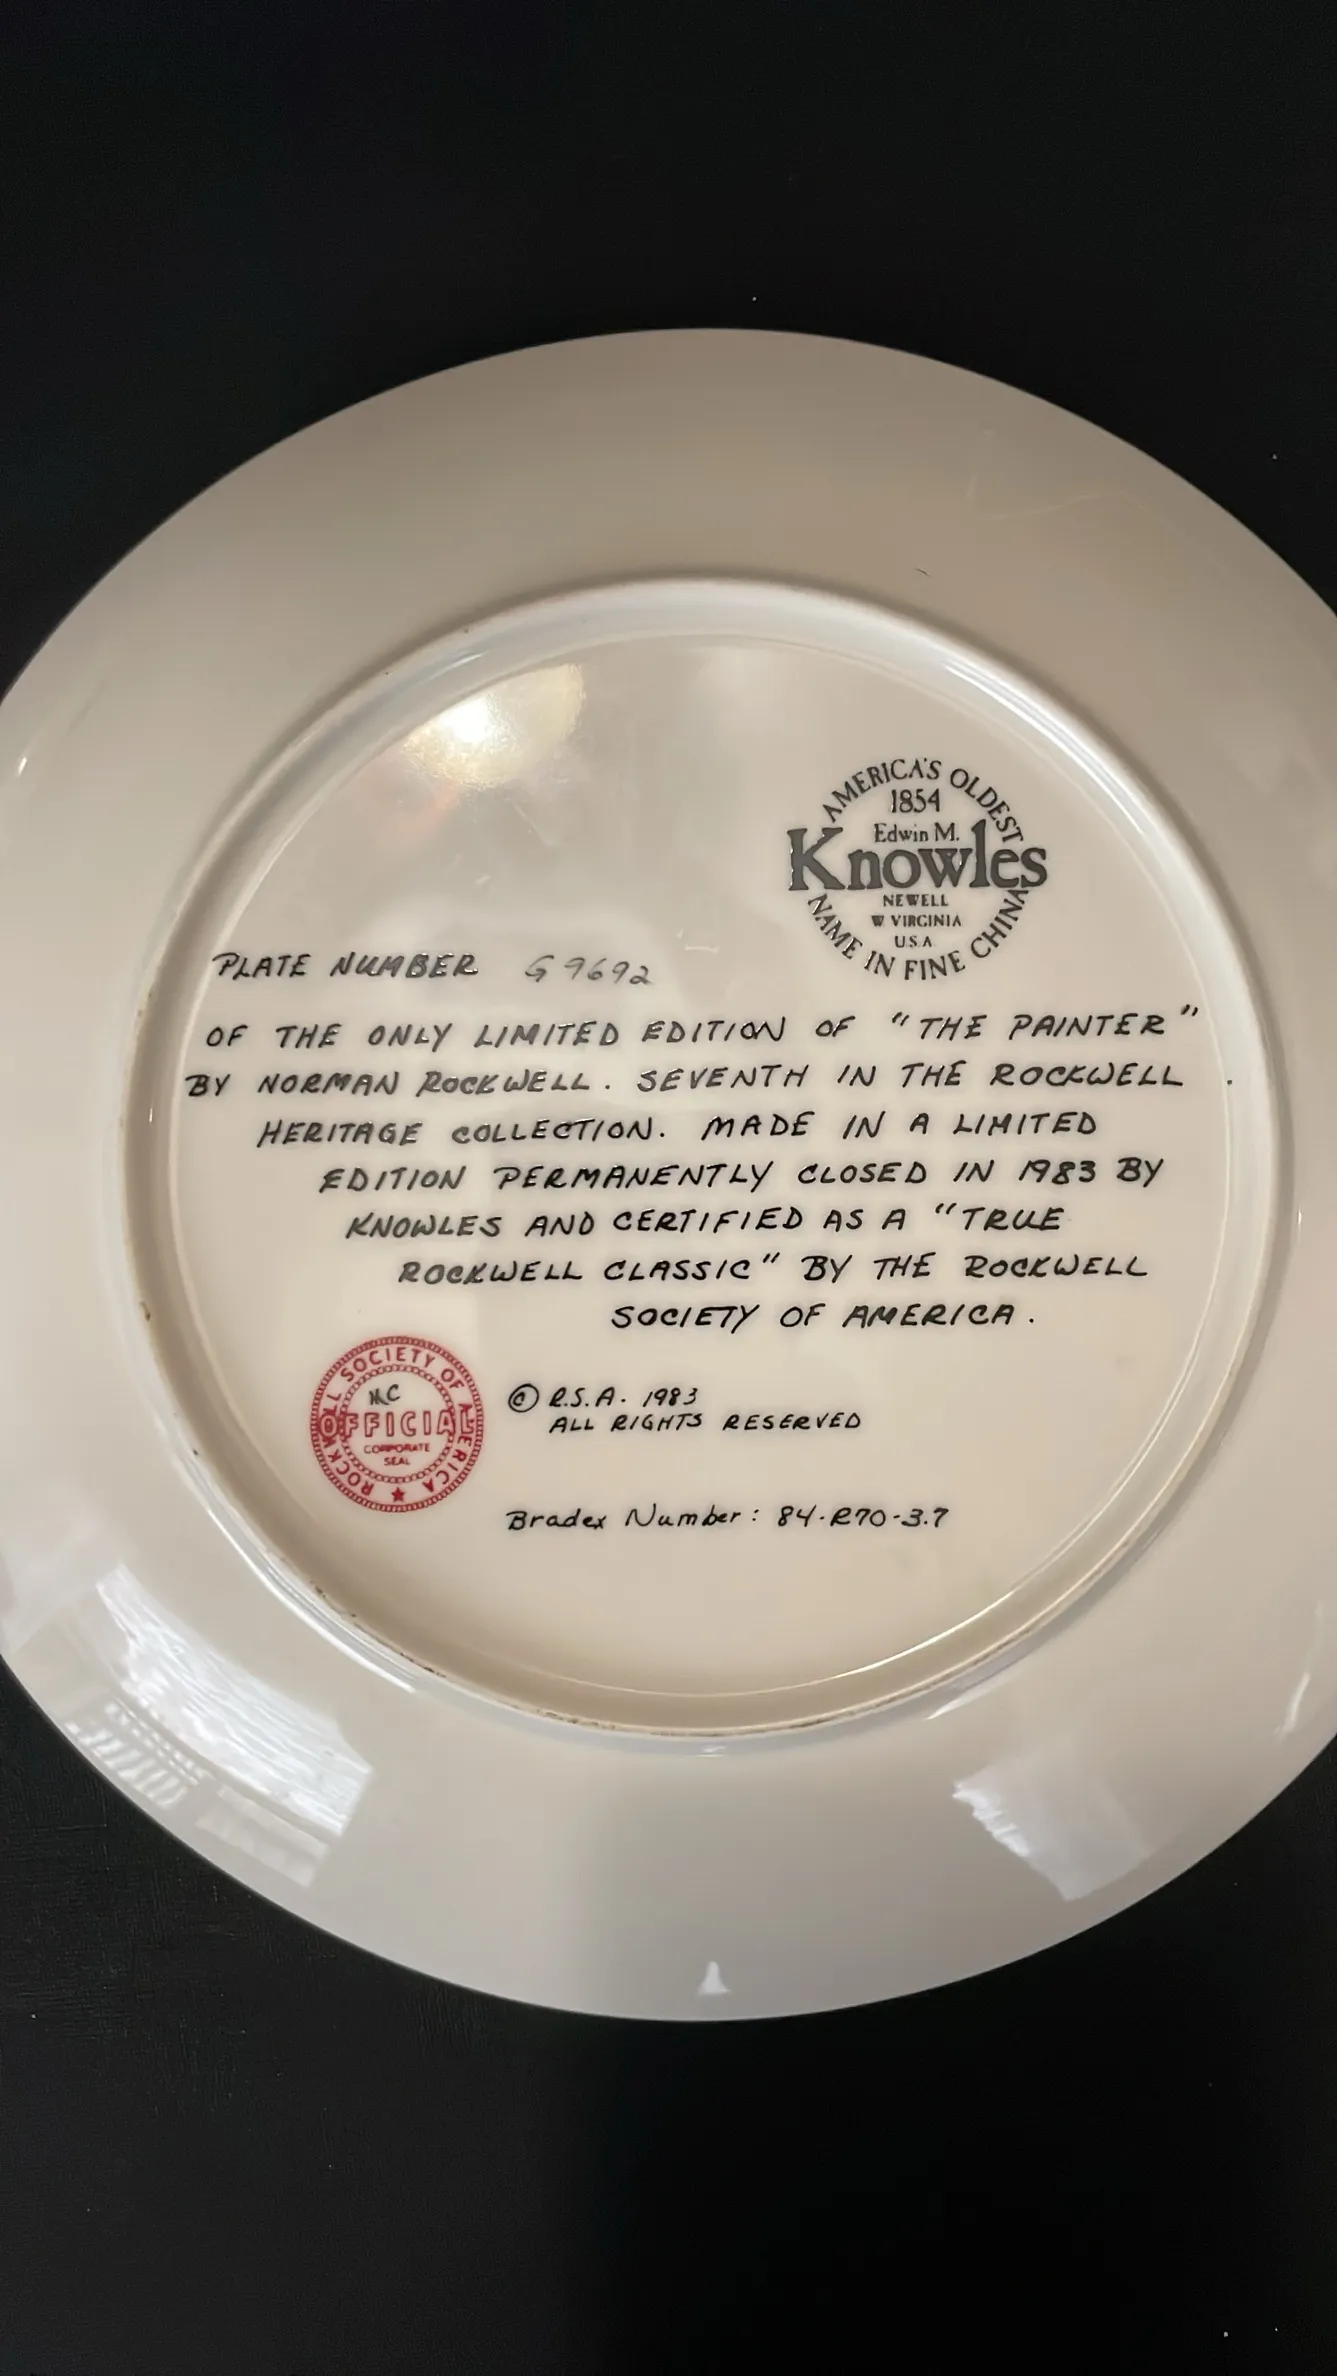 AMERICA'S OLDEST
1854
Edwin M.
Knowles
NEWELL
W VIRGINIA
U.S.A
NAME IN FINE CHINA
PLATE NUMBER G9692
OF THE ONLY LIMITED EDITION OF "THE PAINTER"
BY NORMAN ROCKWELL. SEVENTH IN THE ROCKWELL
HERITAGE COLLECTION. MADE IN A LIMITED
EDITION PERMANENTLY CLOSED IN 1983 BY
KNOWLES AND CERTIFIED AS A "TRUE
ROCKWELL CLASSIC" BY THE ROCKWELL
SOCIETY OF AMERICA.
ROCKWELL SOCIETY OF AMERICA
MC
OFFICIAL
CORPORATE
SEAL
© R.S.A. 1983
ALL RIGHTS RESERVED
Bradex Number: 84-R70-3.7